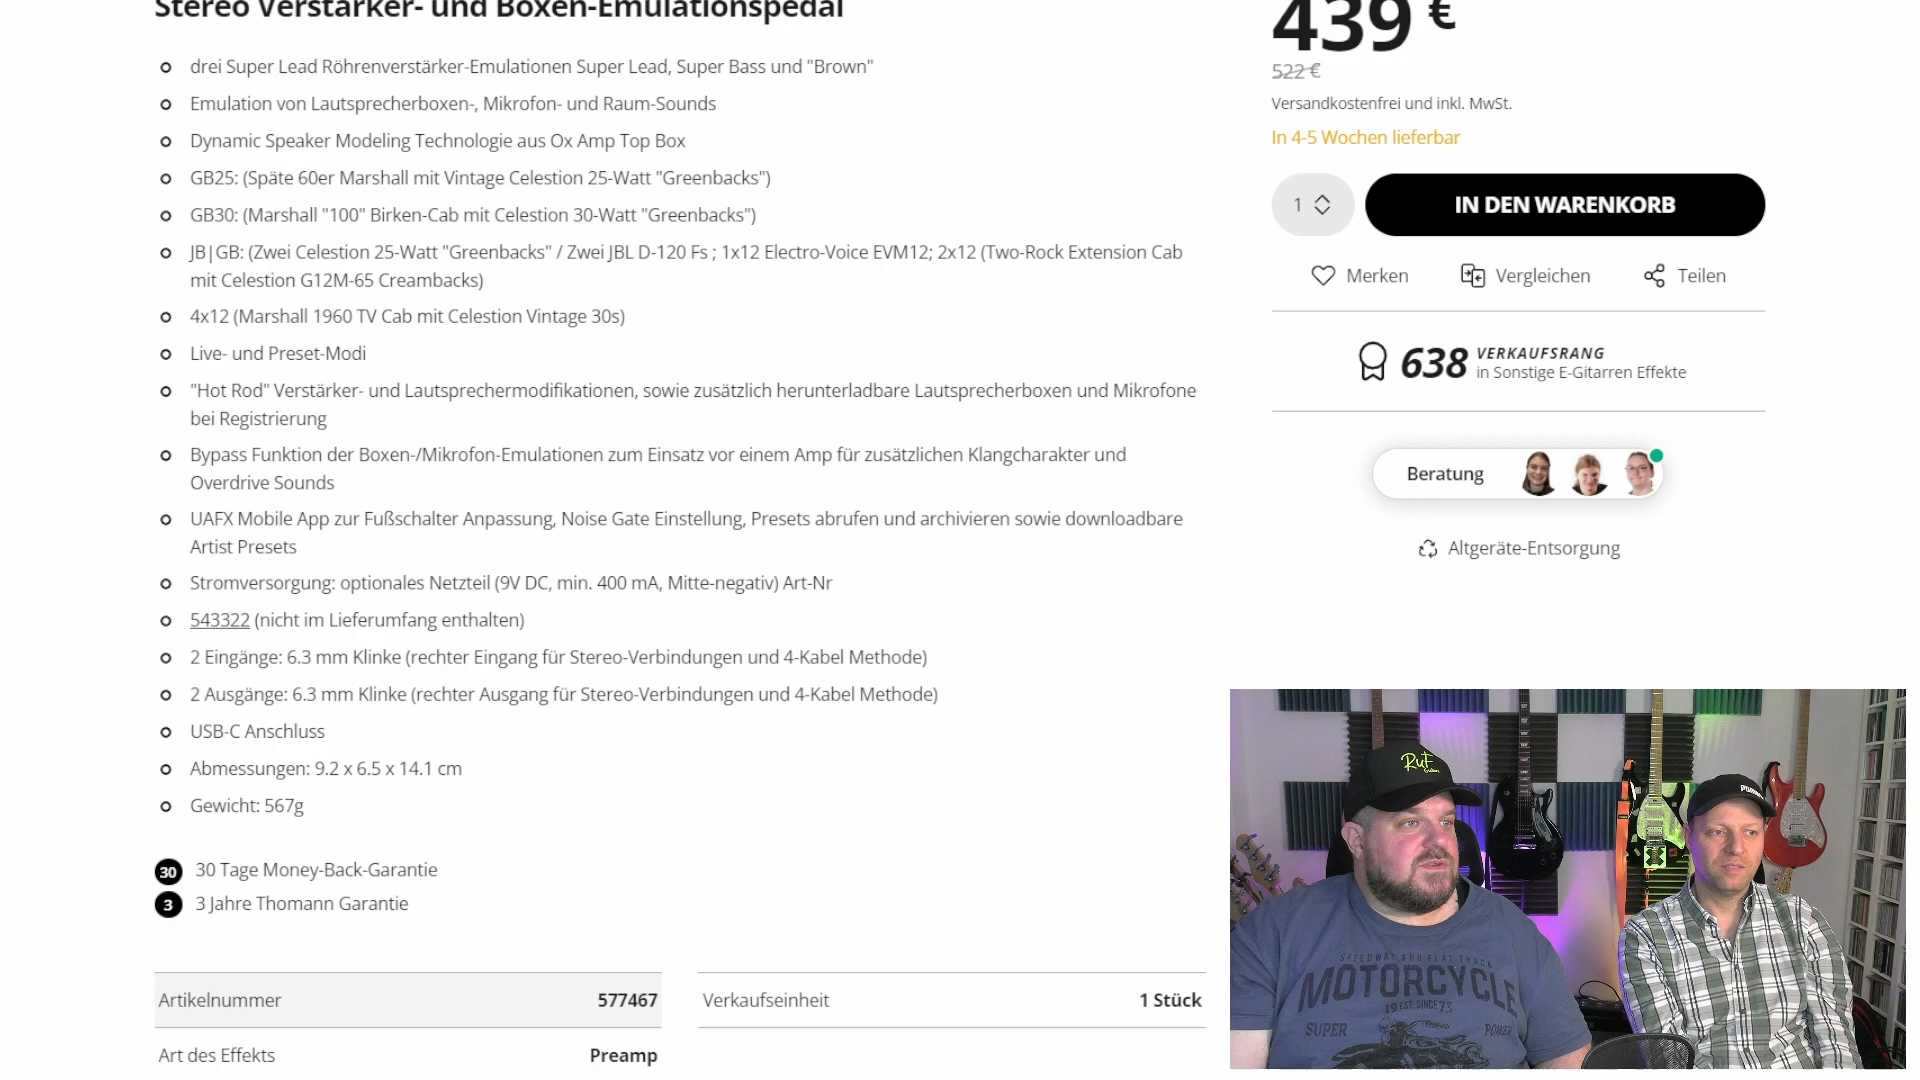 Stereo Verstärker- und Boxen-Emulationspedal
drei Super Lead Röhrenverstärker-Emulationen Super Lead, Super Bass und "Brown"
Emulation von Lautsprecherboxen-, Mikrofon- und Raum-Sounds
Dynamic Speaker Modeling Technologie aus Ox Amp Top Box
GB25: (Späte 60er Marshall mit Vintage Celestion 25-Watt "Greenbacks")
GB30: (Marshall "100" Birken-Cab mit Celestion 30-Watt "Greenbacks")
JB|GB: (Zwei Celestion 25-Watt "Greenbacks" / Zwei JBL D-120 Fs ; 1x12 Electro-Voice EVM12; 2x12 (Two-Rock Extension Cab
mit Celestion G12M-65 Creambacks)
4x12 (Marshall 1960 TV Cab mit Celestion Vintage 30s)
Live- und Preset-Modi
"Hot Rod" Verstärker- und Lautsprechermodifikationen, sowie zusätzlich herunterladbare Lautsprecherboxen und Mikrofone
bei Registrierung
Bypass Funktion der Boxen-/Mikrofon-Emulationen zum Einsatz vor einem Amp für zusätzlichen Klangcharakter und
Overdrive Sounds
UAFX Mobile App zur Fußschalter Anpassung, Noise Gate Einstellung, Presets abrufen und archivieren sowie downloadbare
Artist Presets
Stromversorgung: optionales Netzteil (9V DC, min. 400 mA, Mitte-negativ) Art-Nr
543322 (nicht im Lieferumfang enthalten)
2 Eingänge: 6.3 mm Klinke (rechter Eingang für Stereo-Verbindungen und 4-Kabel Methode)
2 Ausgänge: 6.3 mm Klinke (rechter Ausgang für Stereo-Verbindungen und 4-Kabel Methode)
USB-C Anschluss
Abmessungen: 9.2 x 6.5 x 14.1 cm
Gewicht: 567g
30 30 Tage Money-Back-Garantie
3 3 Jahre Thomann Garantie
Artikelnummer 577467
Verkaufseinheit 1 Stück
Art des Effekts Preamp
439 €
522 €
Versandkostenfrei und inkl. MwSt.
In 4-5 Wochen lieferbar
1
IN DEN WARENKORB
Merken
Vergleichen
Teilen
638 VERKAUFSRANG
in Sonstige E-Gitarren Effekte
Beratung
Altgeräte-Entsorgung
SPEEDWAY AND FLAT TRACK
MOTORCYCLE
19 EST. SINCE 73
SUPER POWER